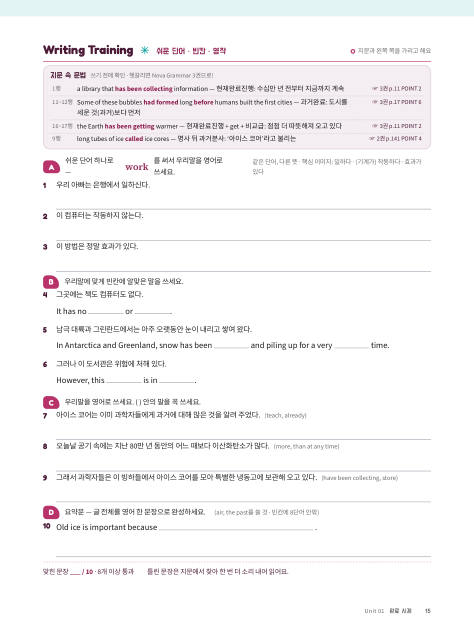 Writing Training ✳ 쉬운 단어 · 빈칸 · 영작 지문과 왼쪽 쪽을 가리고 해요
지문 속 문법 쓰기 전에 확인 · 헷갈리면 Nova Grammar 3권으로!
1행 a library that has been collecting information — 현재완료진행: 수십만 년 전부터 지금까지 계속 ☞ 3권 p.11 POINT 2
11–12행 Some of these bubbles had formed long before humans built the first cities — 과거완료: 도시를 ☞ 3권 p.17 POINT 6
세운 것(과거)보다 먼저
16–17행 the Earth has been getting warmer — 현재완료진행 + get + 비교급: 점점 더 따뜻해져 오고 있다 ☞ 3권 p.11 POINT 2
9행 long tubes of ice called ice cores — 명사 뒤 과거분사: ‘아이스 코어’라고 불리는 ☞ 2권 p.141 POINT 4
A 쉬운 단어 하나로 — work 를 써서 우리말을 영어로 쓰세요. 같은 단어, 다른 뜻 · 핵심 이미지: 일하다 · (기계가) 작동하다 · 효과가 있다
1 우리 아빠는 은행에서 일하신다.
2 이 컴퓨터는 작동하지 않는다.
3 이 방법은 정말 효과가 있다.
B 우리말에 맞게 빈칸에 알맞은 말을 쓰세요.
4 그곳에는 책도 컴퓨터도 없다.
It has no ________ or ________.
5 남극 대륙과 그린란드에서는 아주 오랫동안 눈이 내리고 쌓여 왔다.
In Antarctica and Greenland, snow has been ________ and piling up for a very ________ time.
6 그러나 이 도서관은 위험에 처해 있다.
However, this ________ is in ________.
C 우리말을 영어로 쓰세요. ( ) 안의 말을 꼭 쓰세요.
7 아이스 코어는 이미 과학자들에게 과거에 대해 많은 것을 알려 주었다. (teach, already)
8 오늘날 공기 속에는 지난 80만 년 동안의 어느 때보다 이산화탄소가 많다. (more, than at any time)
9 그래서 과학자들은 이 빙하들에서 아이스 코어를 모아 특별한 냉동고에 보관해 오고 있다. (have been collecting, store)
D 요약문 — 글 전체를 영어 한 문장으로 완성하세요. (air, the past를 쓸 것 · 빈칸에 8단어 안팎)
10 Old ice is important because ________ .
맞힌 문장 ___ / 10 · 8개 이상 통과 틀린 문장은 지문에서 찾아 한 번 더 소리 내어 읽어요.
Unit 01 완료 시제 15